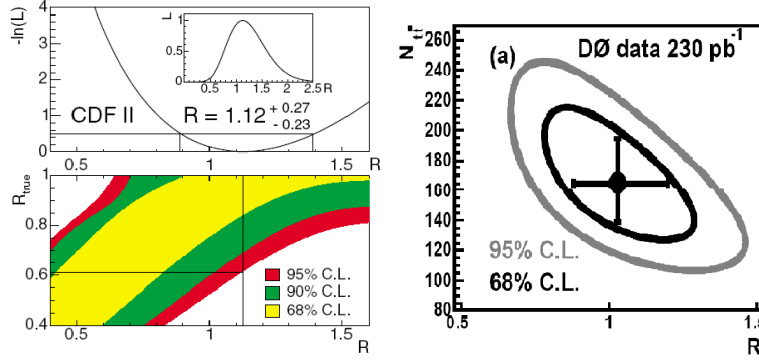 -ln(L)
4
3
2
1
0
L
1
0.5
0
0.5 1 1.5 2 2.5
R
CDF II
R = 1.12 + 0.27 - 0.23
0.5 1 1.5 R
R true
1
0.8
0.6
0.4
95% C.L.
90% C.L.
68% C.L.
0.5 1 1.5 R
N tt
260
240
220
200
180
160
140
120
100
80
(a)
DØ data 230 pb-1
95% C.L.
68% C.L.
0.5 1 1.5
R